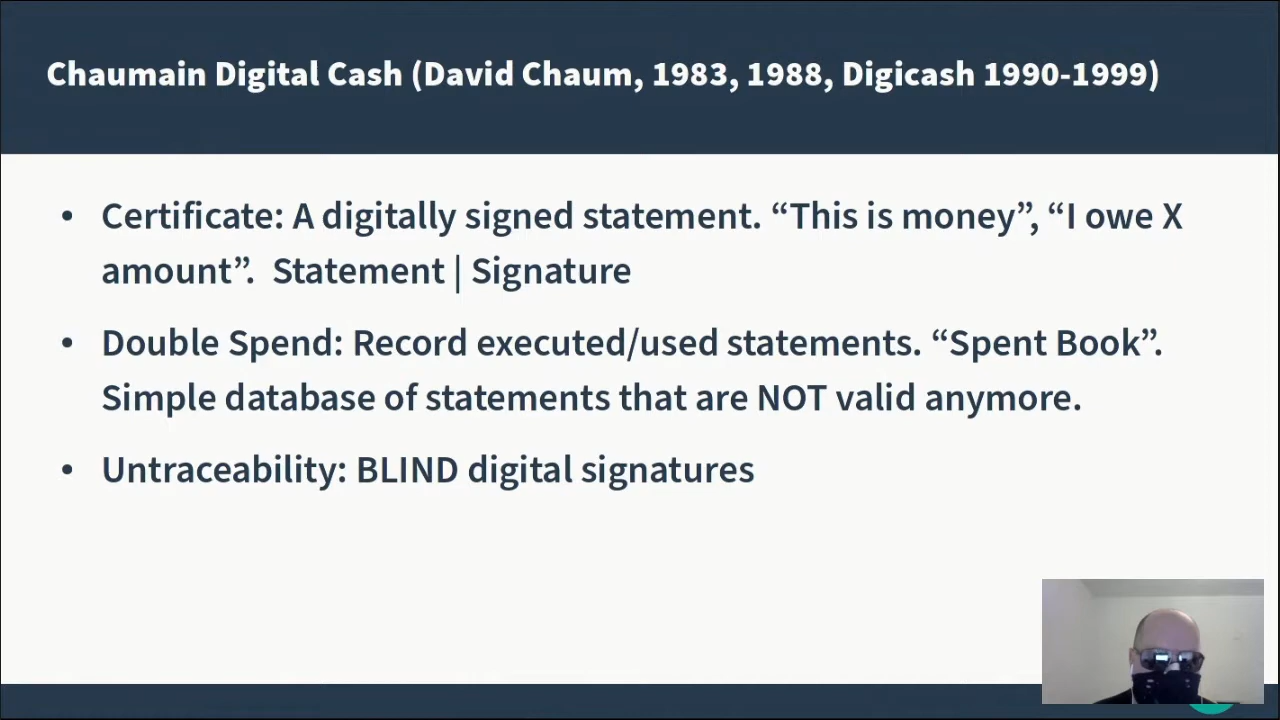 Chaumain Digital Cash (David Chaum, 1983, 1988, Digicash 1990-1999)
• Certificate: A digitally signed statement. “This is money”, “I owe X
amount”.  Statement | Signature
• Double Spend: Record executed/used statements. “Spent Book”.
Simple database of statements that are NOT valid anymore.
• Untraceability: BLIND digital signatures